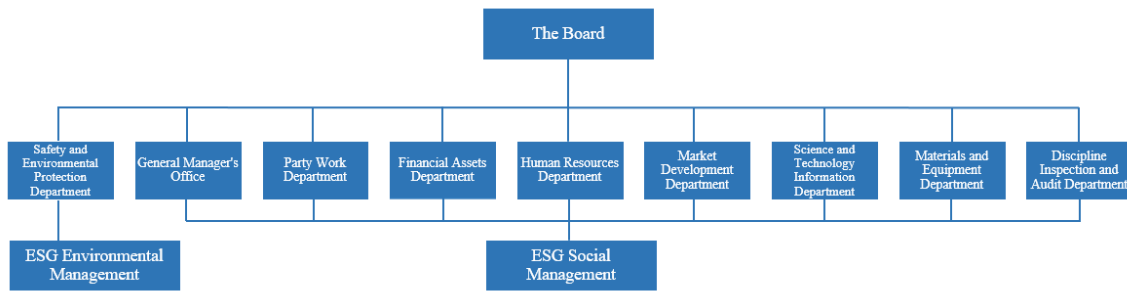 The Board
Safety and
Environmental
Protection
Department
General Manager's
Office
Party Work
Department
Financial Assets
Department
Human Resources
Department
Market
Development
Department
Science and
Technology
Information
Department
Materials and
Equipment
Department
Discipline
Inspection and
Audit Department
ESG Environmental
Management
ESG Social
Management